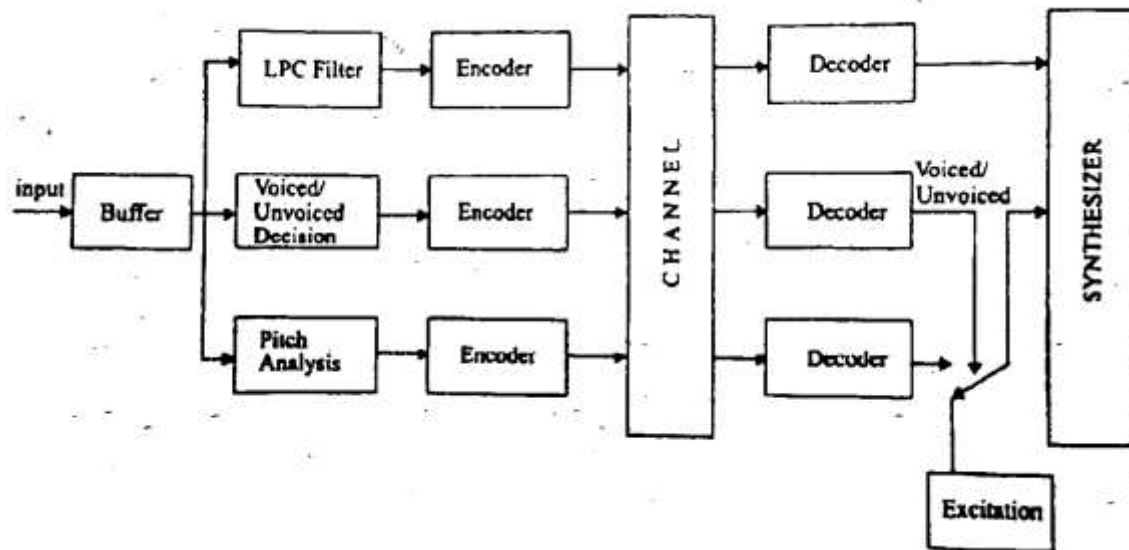 LPC Filter
Encoder
Decoder
input
Buffer
Voiced/
Unvoiced
Decision
Encoder
CHANNEL
Decoder
Voiced/
Unvoiced
SYNTHESIZER
Pitch
Analysis
Encoder
Decoder
Excitation